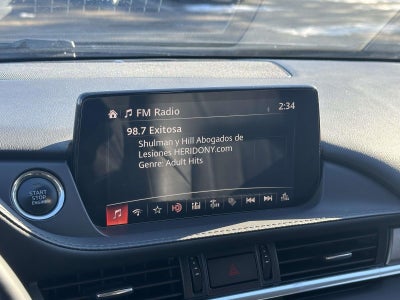 FM Radio
2:34
98.7 Exitosa
Shulman y Hill Abogados de
Lesiones HERIDONY.com
Genre: Adult Hits
START
STOP
ENGINE